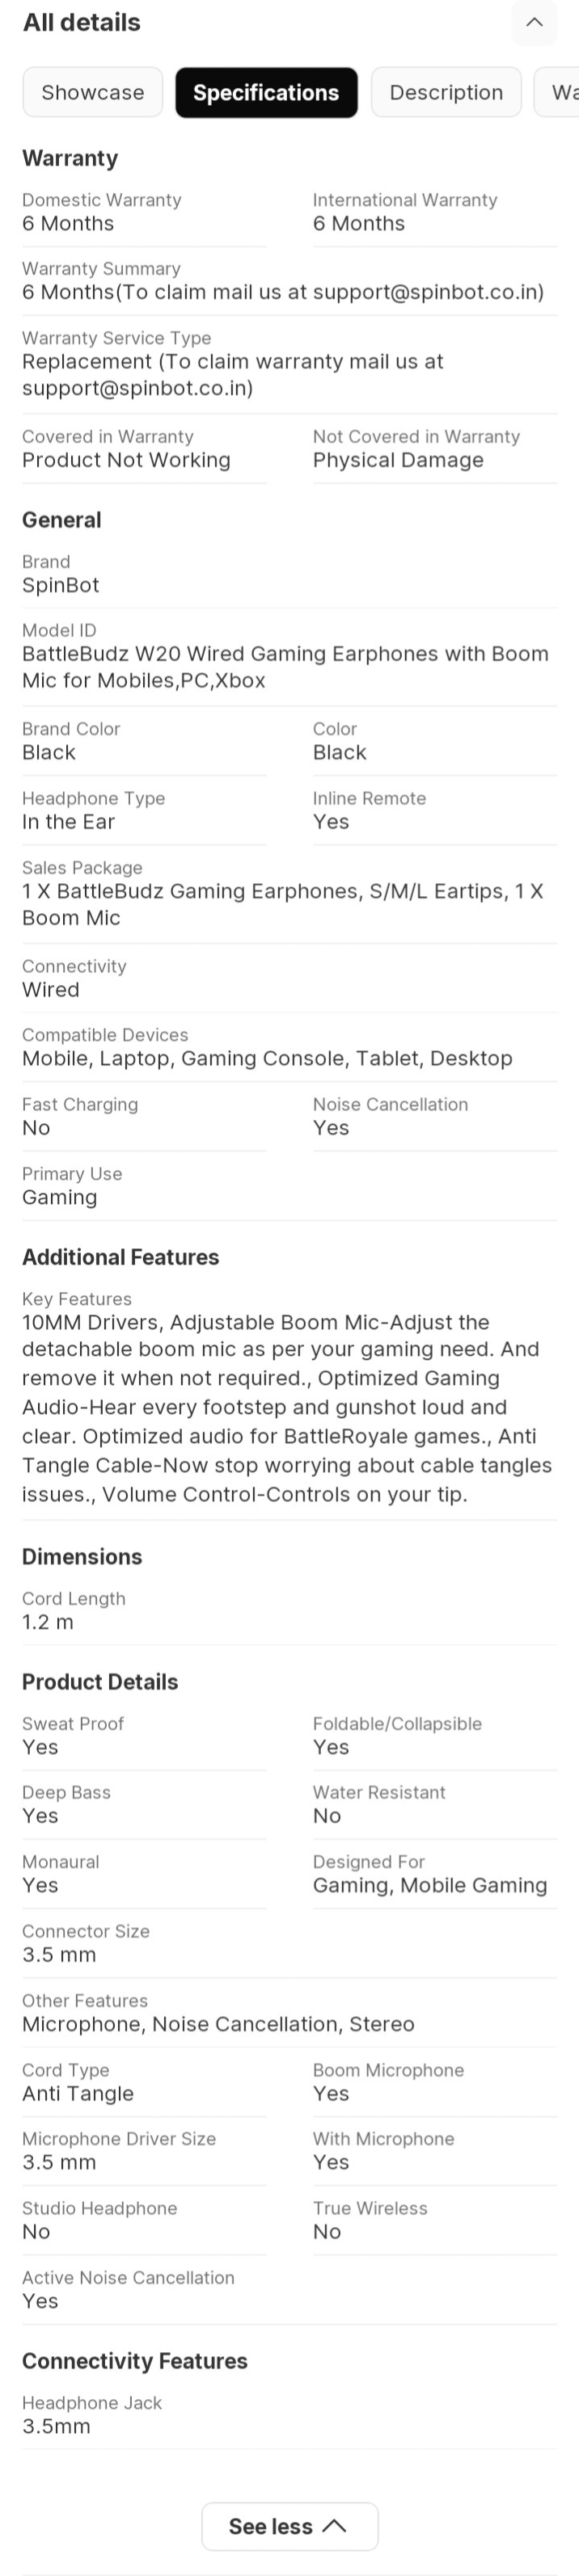 All details
Showcase Specifications Description Wa
Warranty
Domestic Warranty International Warranty
6 Months 6 Months
Warranty Summary
6 Months(To claim mail us at support@spinbot.co.in)
Warranty Service Type
Replacement (To claim warranty mail us at
support@spinbot.co.in)
Covered in Warranty Not Covered in Warranty
Product Not Working Physical Damage
General
Brand
SpinBot
Model ID
BattleBudz W20 Wired Gaming Earphones with Boom
Mic for Mobiles,PC,Xbox
Brand Color Color
Black Black
Headphone Type Inline Remote
In the Ear Yes
Sales Package
1 X BattleBudz Gaming Earphones, S/M/L Eartips, 1 X
Boom Mic
Connectivity
Wired
Compatible Devices
Mobile, Laptop, Gaming Console, Tablet, Desktop
Fast Charging Noise Cancellation
No Yes
Primary Use
Gaming
Additional Features
Key Features
10MM Drivers, Adjustable Boom Mic-Adjust the
detachable boom mic as per your gaming need. And
remove it when not required., Optimized Gaming
Audio-Hear every footstep and gunshot loud and
clear. Optimized audio for BattleRoyale games., Anti
Tangle Cable-Now stop worrying about cable tangles
issues., Volume Control-Controls on your tip.
Dimensions
Cord Length
1.2 m
Product Details
Sweat Proof Foldable/Collapsible
Yes Yes
Deep Bass Water Resistant
Yes No
Monaural Designed For
Yes Gaming, Mobile Gaming
Connector Size
3.5 mm
Other Features
Microphone, Noise Cancellation, Stereo
Cord Type Boom Microphone
Anti Tangle Yes
Microphone Driver Size With Microphone
3.5 mm Yes
Studio Headphone True Wireless
No No
Active Noise Cancellation
Yes
Connectivity Features
Headphone Jack
3.5mm
See less